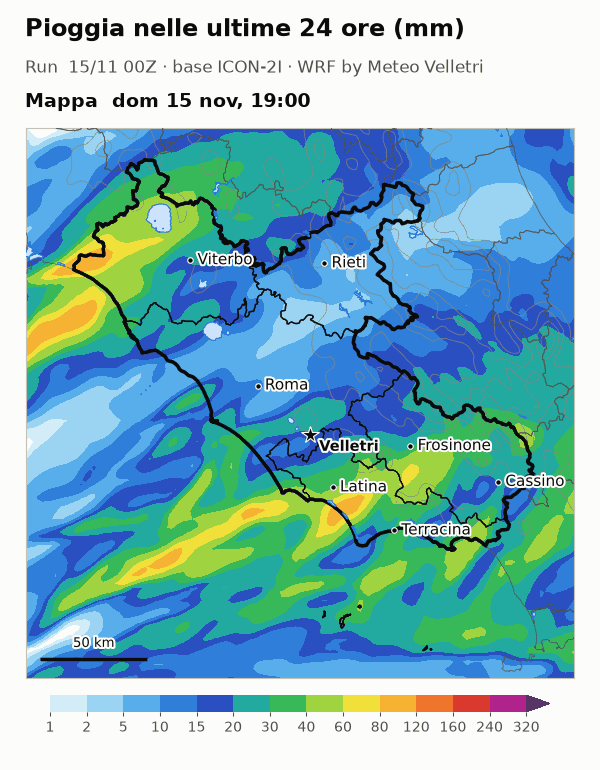 Pioggia nelle ultime 24 ore (mm)
Run 15/11 00Z · base ICON-2I · WRF by Meteo Velletri
Mappa dom 15 nov, 19:00
Viterbo
Rieti
Roma
Velletri
Frosinone
Latina
Cassino
Terracina
50 km
1 2 5 10 15 20 30 40 60 80 120 160 240 320